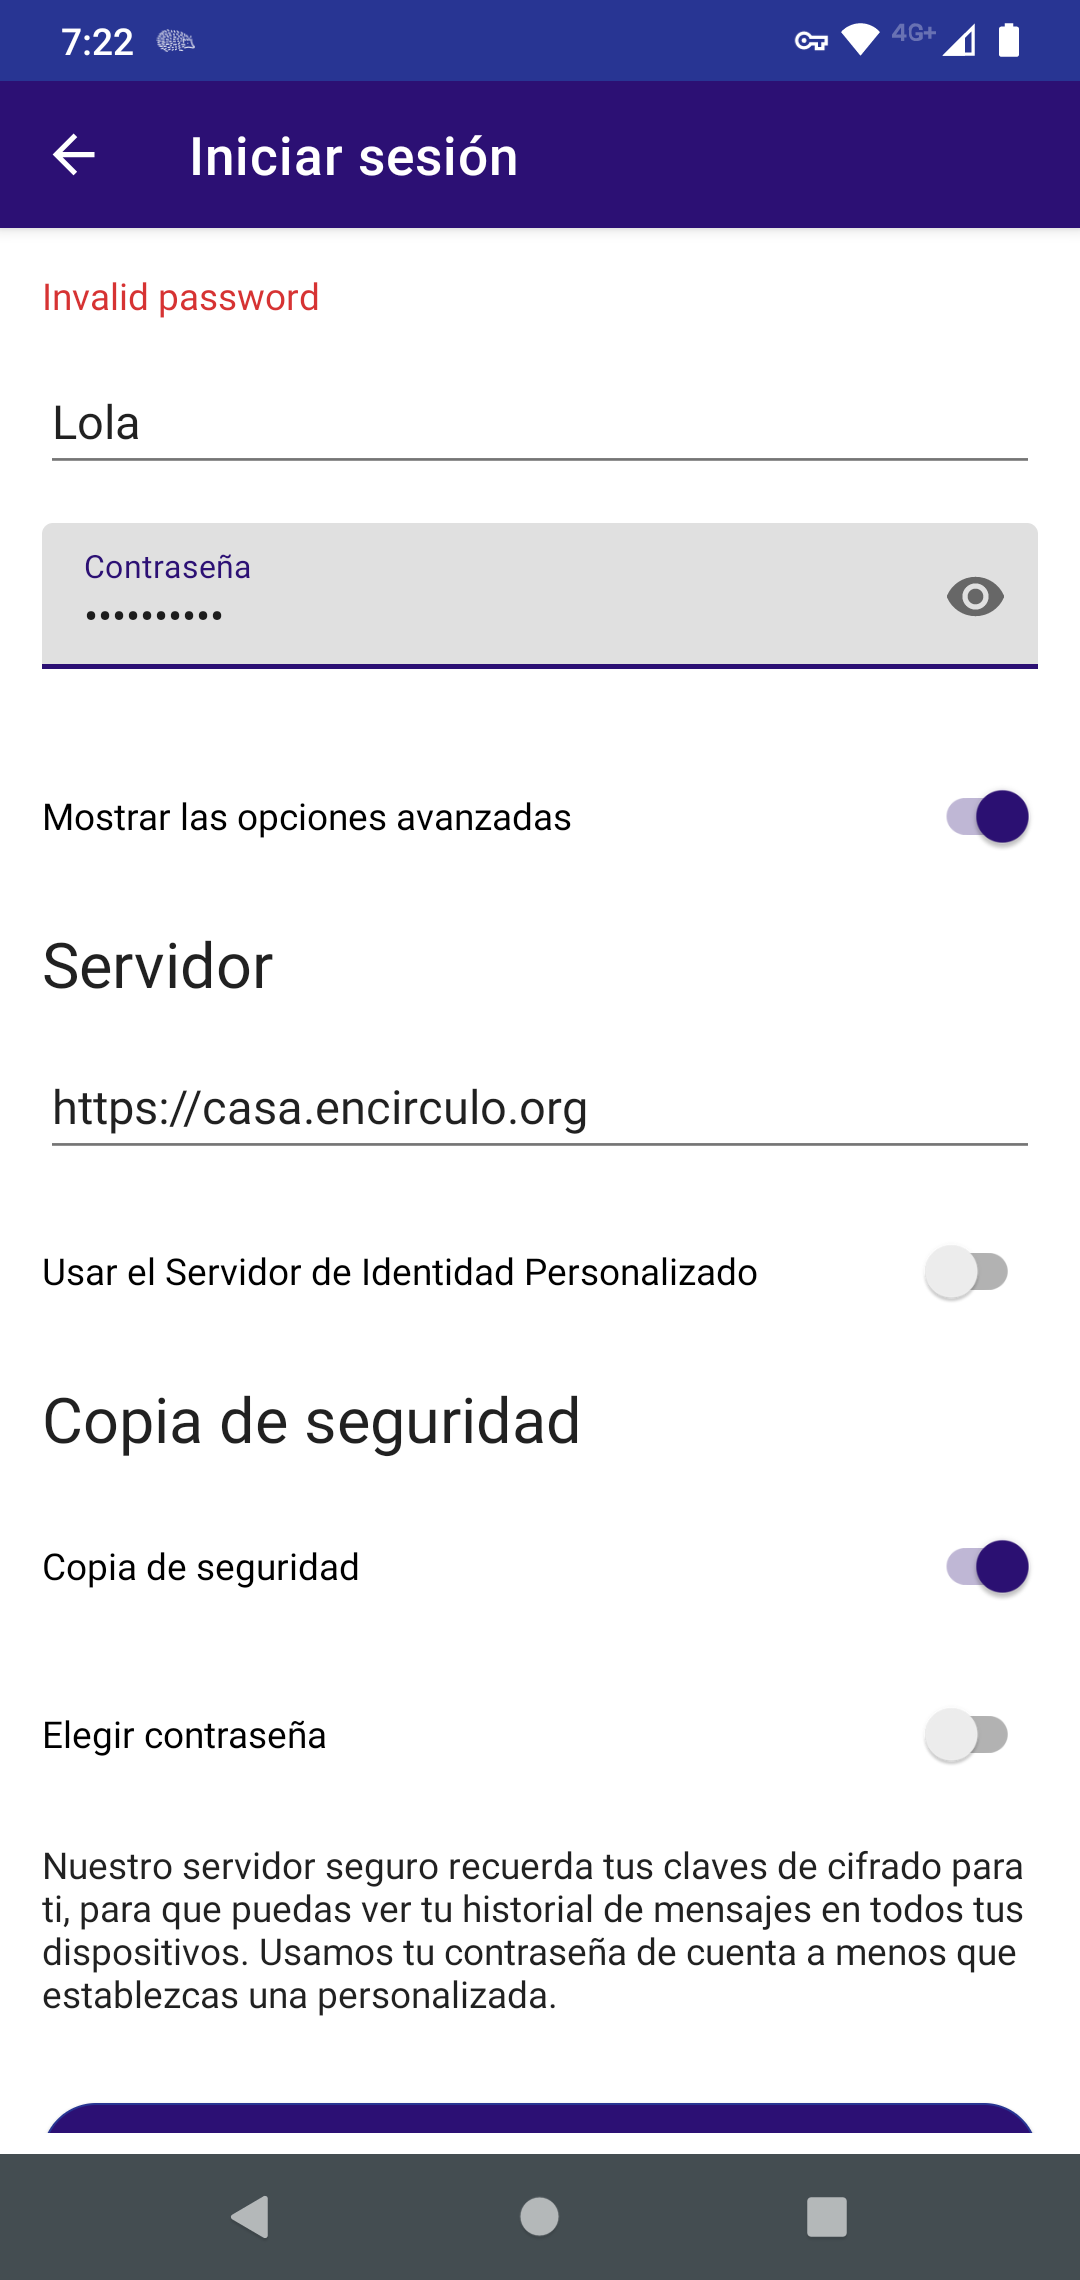 7:22
4G+
Iniciar sesión
Invalid password
Lola
Contraseña
••••••••••
Mostrar las opciones avanzadas
Servidor
https://casa.encirculo.org
Usar el Servidor de Identidad Personalizado
Copia de seguridad
Copia de seguridad
Elegir contraseña
Nuestro servidor seguro recuerda tus claves de cifrado para
ti, para que puedas ver tu historial de mensajes en todos tus
dispositivos. Usamos tu contraseña de cuenta a menos que
establezcas una personalizada.